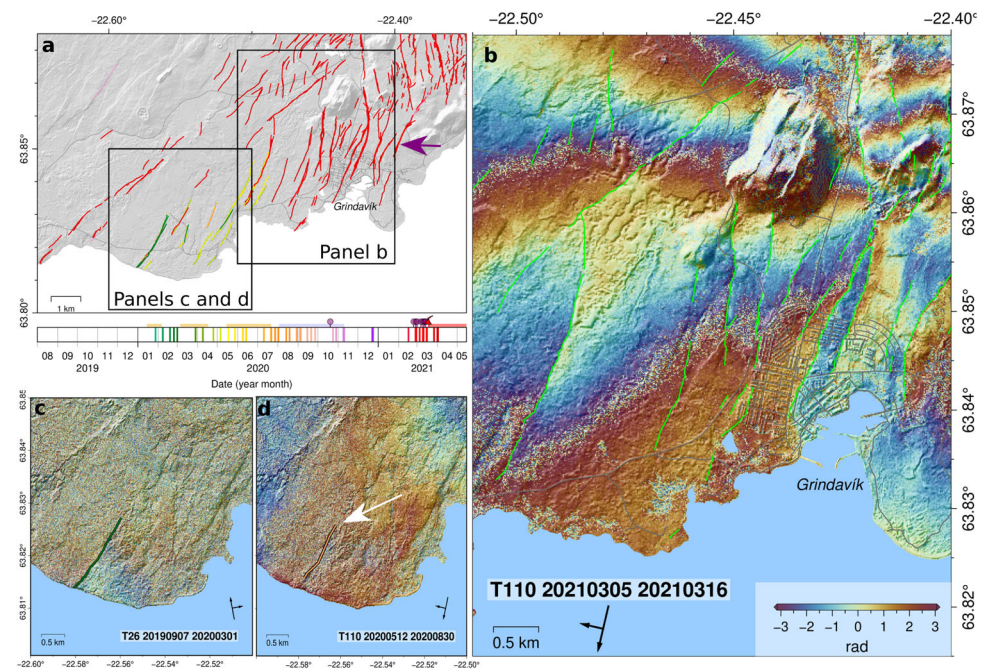 −22.60°
−22.40°
a
63.85°
63.80°
Grindavík
Panel b
Panels c and d
1 km
08 09 10 11 12 01 02 03 04 05 06 07 08 09 10 11 12 01 02 03 04 05
2019 2020 2021
Date (year month)
−22.50°
−22.45°
−22.40°
b
63.87°
63.86°
63.85°
63.84°
63.83°
63.82°
Grindavík
T110 20210305 20210316
0.5 km
−3 −2 −1 0 1 2 3
rad
c
63.85
63.84°
63.83°
63.82°
63.81°
0.5 km
T26 20190907 20200301
−22.60° −22.58° −22.56° −22.54° −22.52°
d
0.5 km
T110 20200512 20200830
−22.60° −22.58° −22.56° −22.54° −22.52° −22.50°